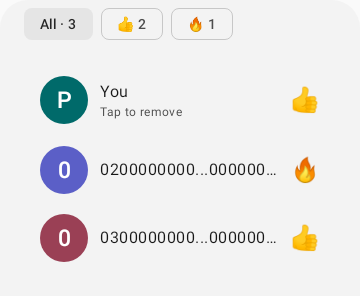 All · 3 👍 2 🔥 1
P You 👍
Tap to remove
0 0200000000...000000... 🔥
0 0300000000...000000... 👍